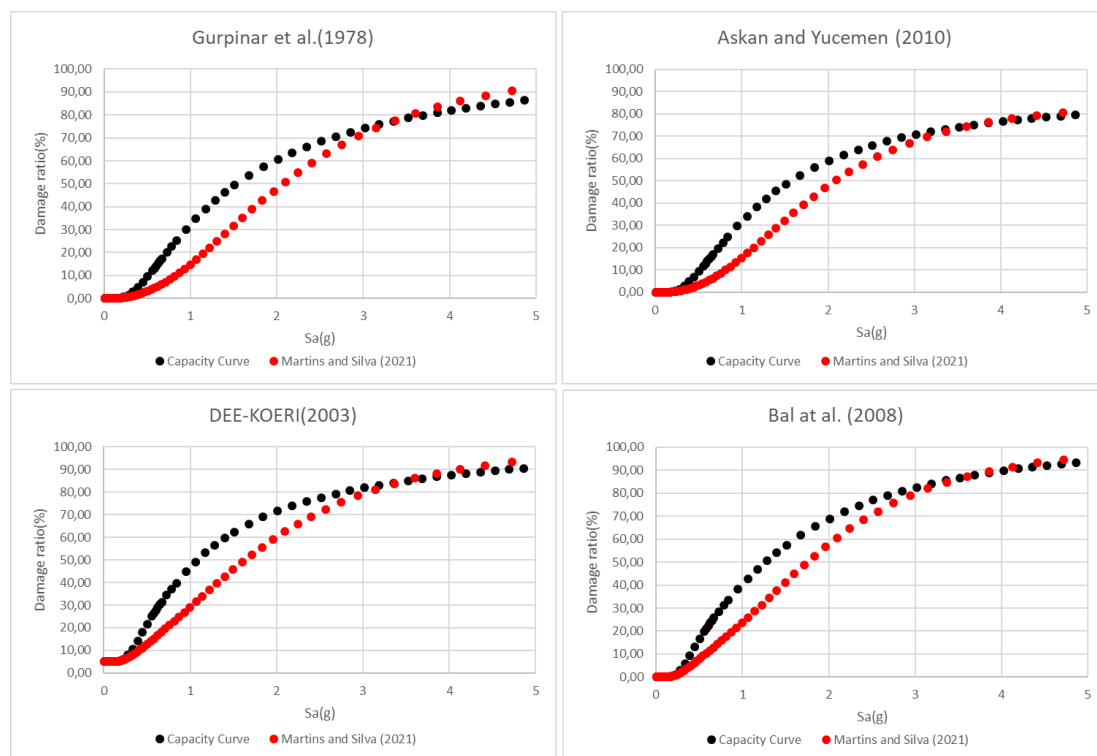 Gurpinar et al.(1978)
100,00
90,00
80,00
70,00
60,00
50,00
40,00
30,00
20,00
10,00
0,00
Damage ratio(%)
0 1 2 3 4 5
Sa(g)
Capacity Curve Martins and Silva (2021)
Askan and Yucemen (2010)
100,00
90,00
80,00
70,00
60,00
50,00
40,00
30,00
20,00
10,00
0,00
Damage ratio(%)
0 1 2 3 4 5
Sa(g)
Capacity Curve Martins and Silva (2021)
DEE-KOERI(2003)
100,00
90,00
80,00
70,00
60,00
50,00
40,00
30,00
20,00
10,00
0,00
Damage ratio(%)
0 1 2 3 4 5
Sa(g)
Capacity Curve Martins and Silva (2021)
Bal at al. (2008)
100,00
90,00
80,00
70,00
60,00
50,00
40,00
30,00
20,00
10,00
0,00
Damage ratio(%)
0 1 2 3 4 5
Sa(g)
Capacity Curve Martins and Silva (2021)